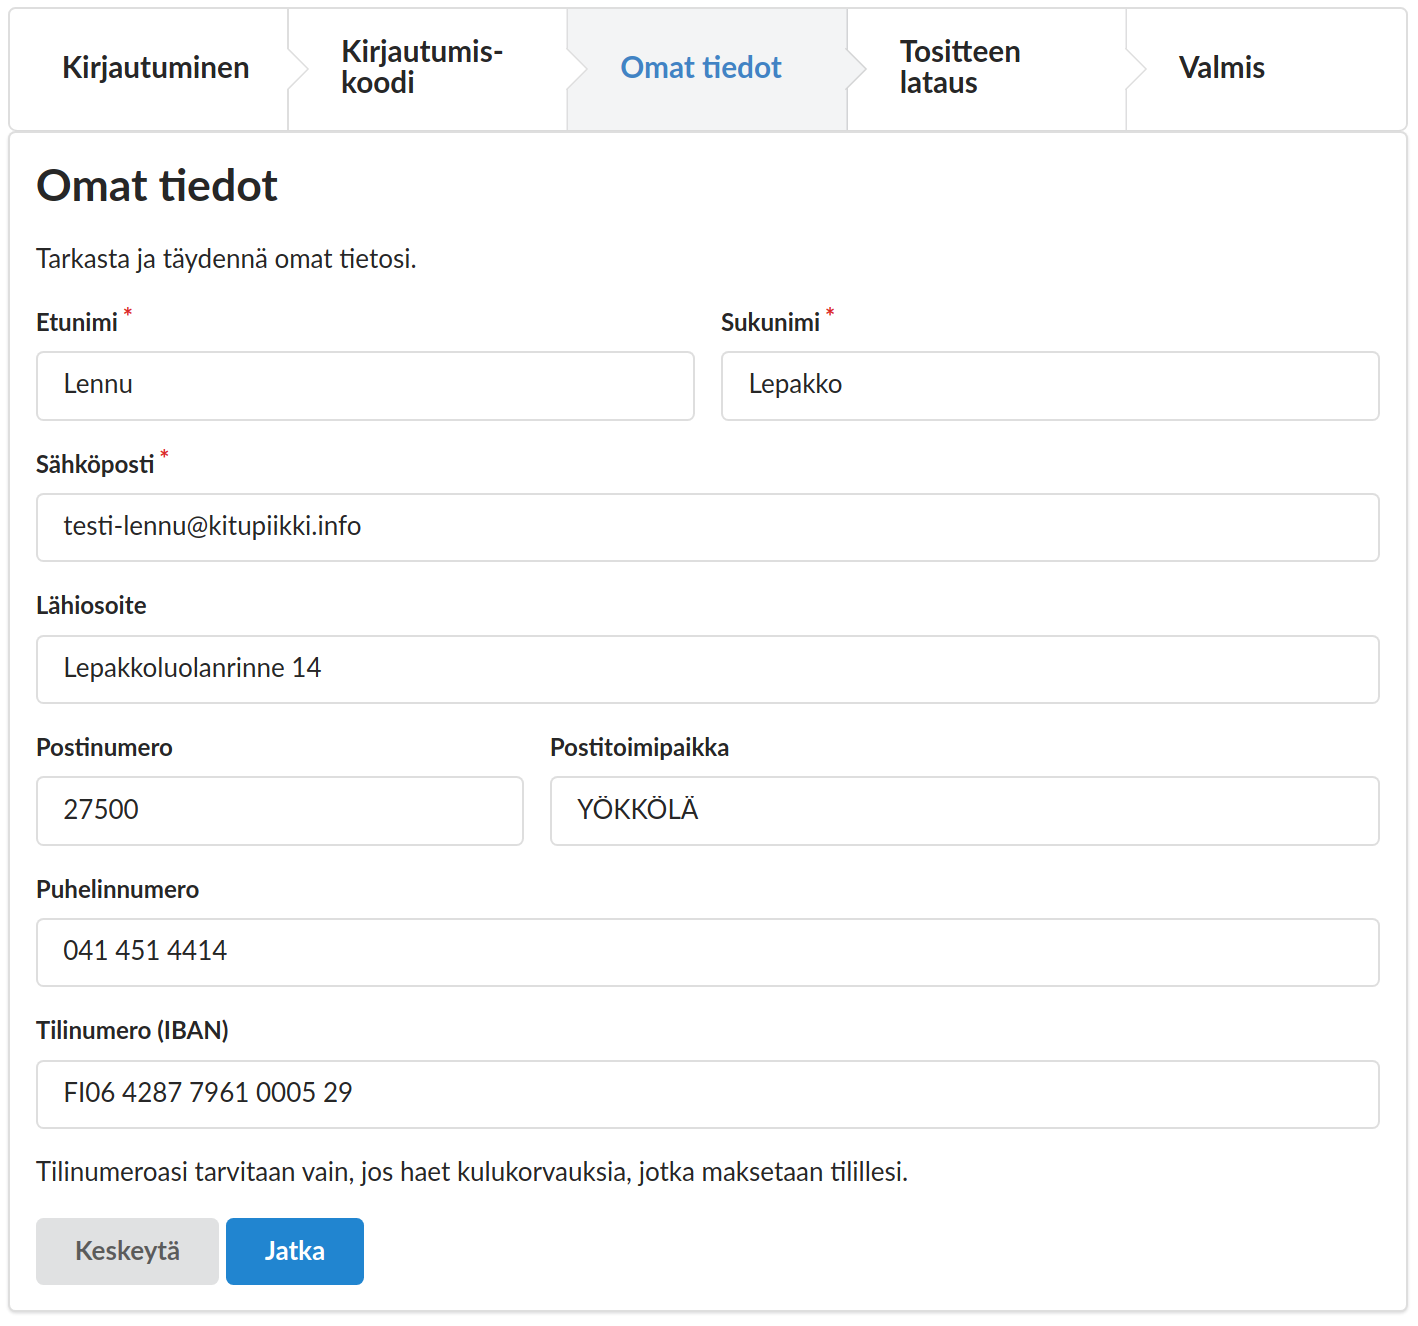 Kirjautuminen
Kirjautumis-
koodi
Omat tiedot
Tositteen
lataus
Valmis
Omat tiedot
Tarkasta ja täydennä omat tietosi.
Etunimi *
Sukunimi *
Lennu
Lepakko
Sähköposti *
testi-lennu@kitupiikki.info
Lähiosoite
Lepakkoluolanrinne 14
Postinumero
Postitoimipaikka
27500
YÖKKÖLÄ
Puhelinnumero
041 451 4414
Tilinumero (IBAN)
FI06 4287 7961 0005 29
Tilinumeroasi tarvitaan vain, jos haet kulukorvauksia, jotka maksetaan tilillesi.
Keskeytä
Jatka